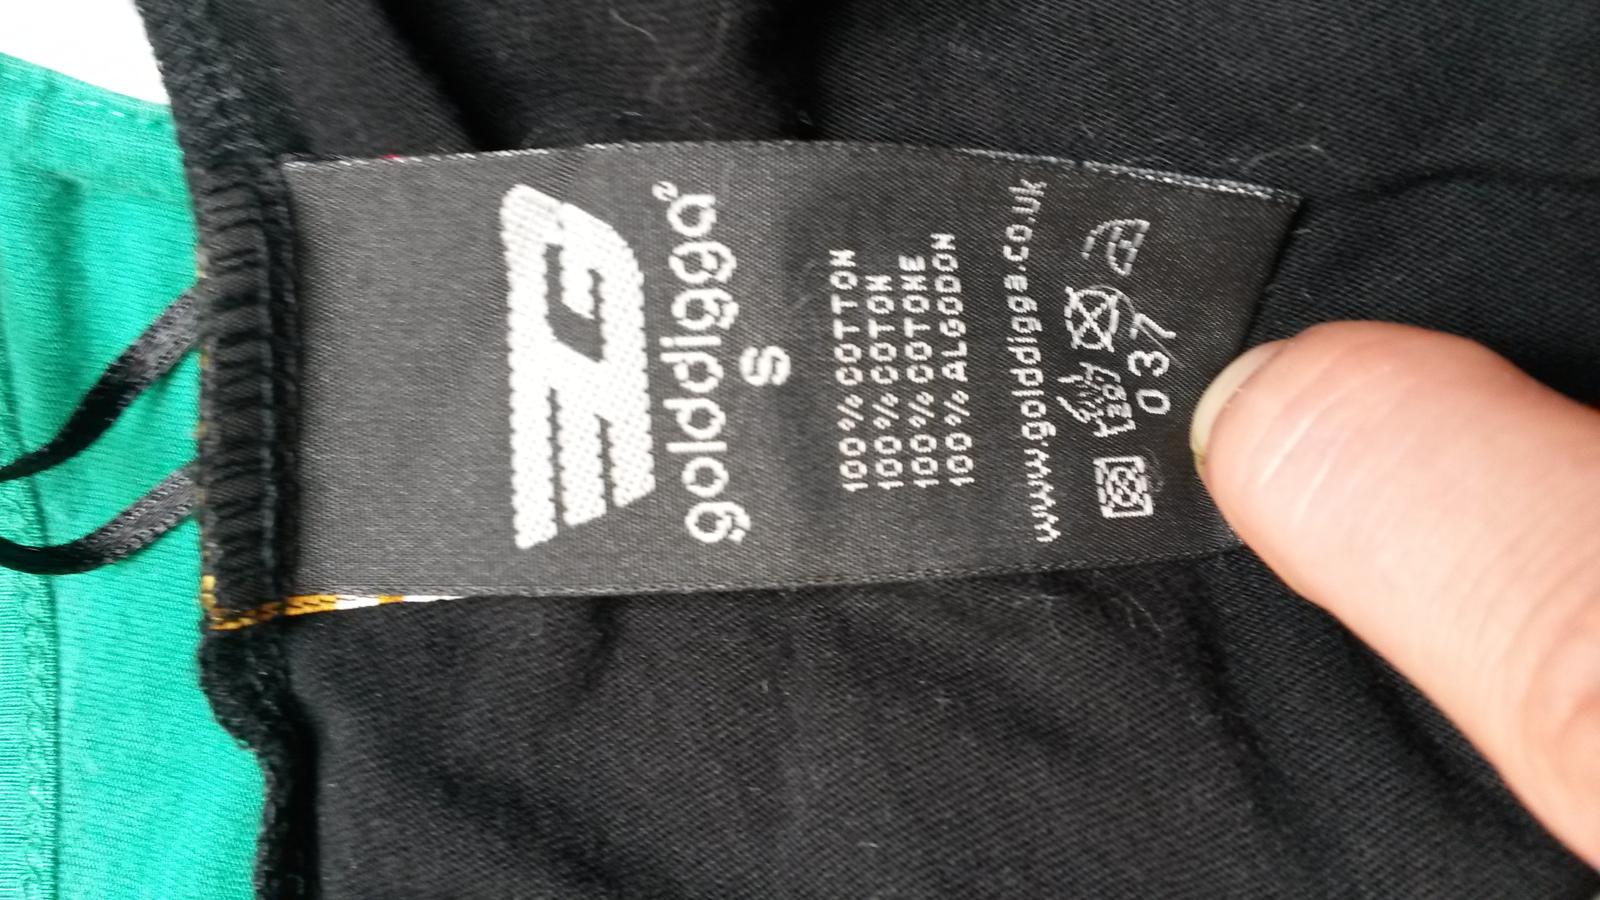 golddigga
S
100% COTTON
100% COTON
100% COTONE
100% ALGODON
www.golddigga.co.uk
037